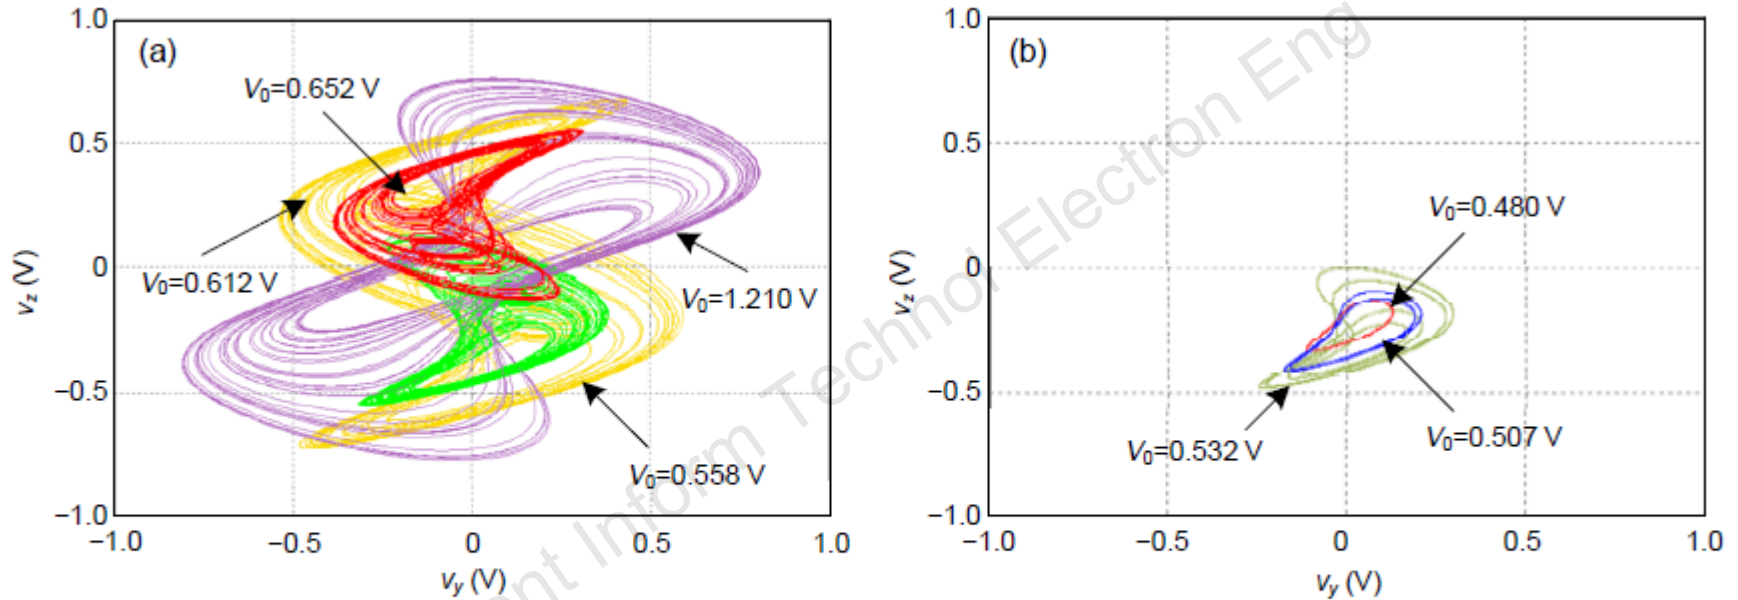 1.0
(a)
V0=0.652 V
0.5
0
V0=0.612 V
V0=1.210 V
−0.5
V0=0.558 V
−1.0
−1.0
−0.5
0
0.5
1.0
vz (V)
vy (V)
1.0
(b)
0.5
V0=0.480 V
0
−0.5
V0=0.532 V
V0=0.507 V
−1.0
−1.0
−0.5
0
0.5
1.0
vz (V)
vy (V)
nt Inform Technol Electron Eng